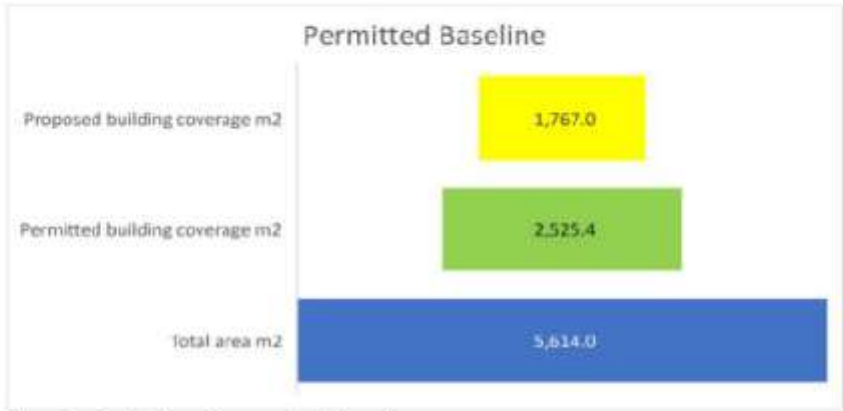 Permitted Baseline
Proposed building coverage m2
1,767.0
Permitted building coverage m2
2,525.4
Total area m2
5,614.0